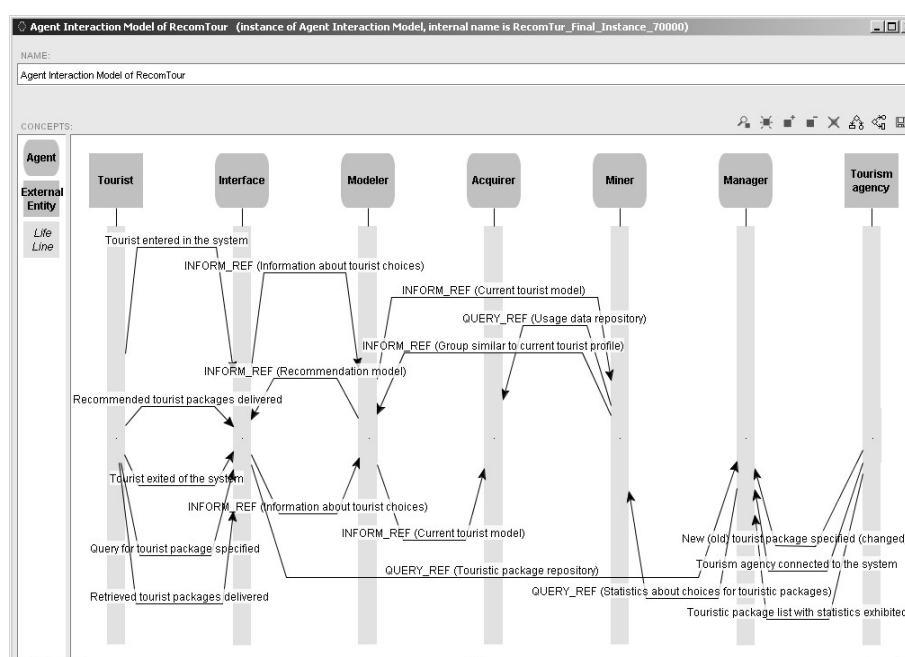 Agent Interaction Model of RecomTour (instance of Agent Interaction Model, internal name is RecomTur_Final_Instance_70000)
NAME:
Agent Interaction Model of RecomTour
CONCEPTS:
Agent
External
Entity
Life
Line
Tourist
Interface
Modeler
Acquirer
Miner
Manager
Tourism
agency
Tourist entered in the system
INFORM_REF (Information about tourist choices)
INFORM_REF (Current tourist model)
QUERY_REF (Usage data repository)
INFORM_REF (Group similar to current tourist profile)
INFORM_REF (Recommendation model)
Recommended tourist packages delivered
Tourist exited of the system
INFORM_REF (Information about tourist choices)
INFORM_REF (Current tourist model)
New (old) tourist package specified (changed
Query for tourist package specified
Tourism agency connected to the system
QUERY_REF (Touristic package repository)
QUERY_REF (Statistics about choices for touristic packages)
Retrieved tourist packages delivered
Touristic package list with statistics exhibited